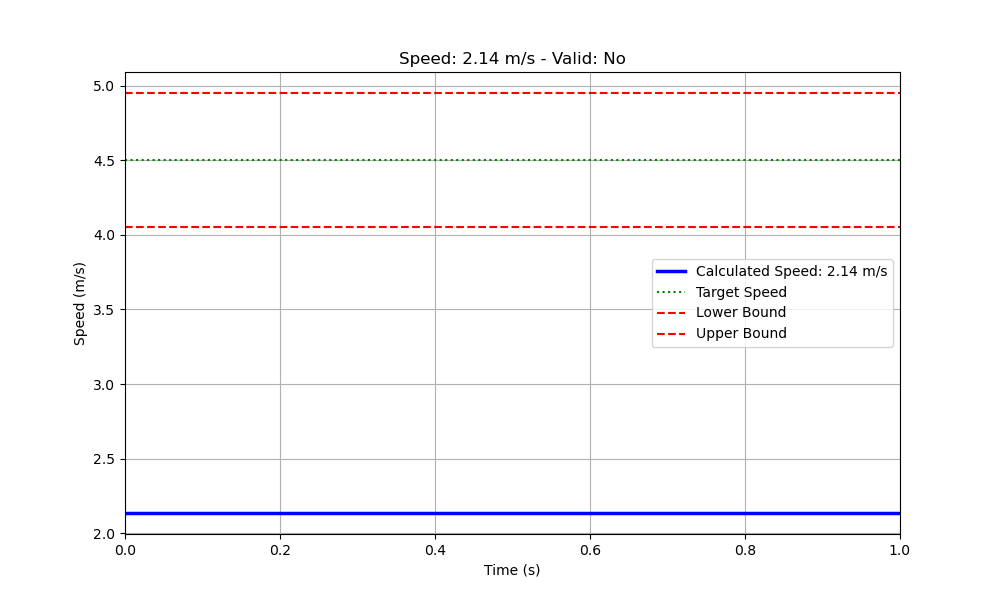 Speed: 2.14 m/s - Valid: No
5.0
4.5
4.0
3.5
3.0
2.5
2.0
Speed (m/s)
Calculated Speed: 2.14 m/s
Target Speed
Lower Bound
Upper Bound
0.0 0.2 0.4 0.6 0.8 1.0
Time (s)